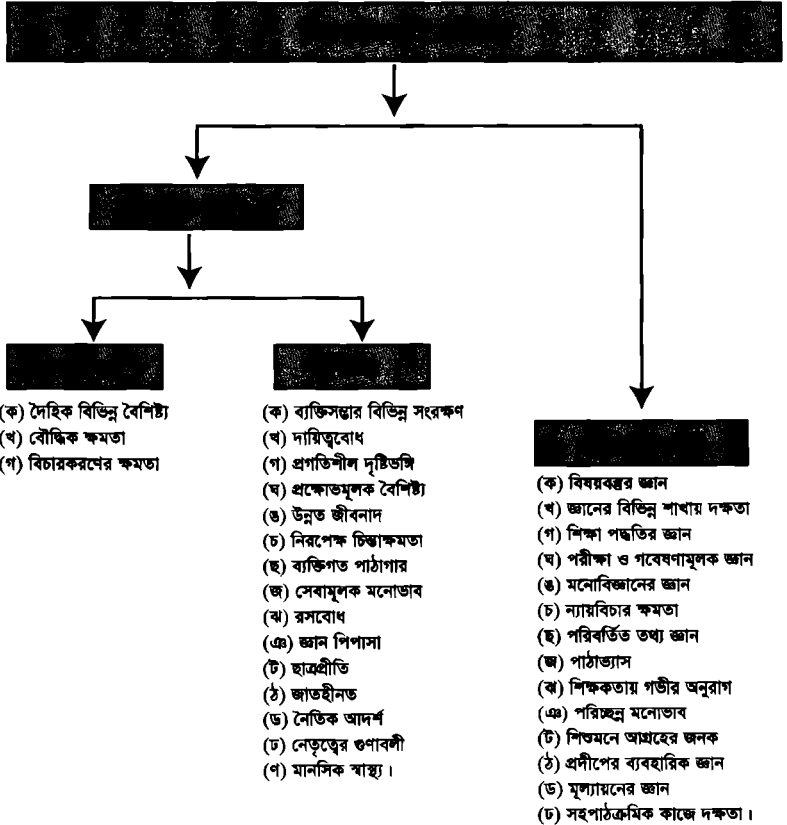 (ক) দৈহিক বিভিন্ন বৈশিষ্ট্য
(খ) বৌদ্ধিক ক্ষমতা
(গ) বিচারকরণের ক্ষমতা
(ক) ব্যক্তিসত্তার বিভিন্ন সংরক্ষণ
(খ) দায়িত্ববোধ
(গ) প্রগতিশীল দৃষ্টিভঙ্গি
(ঘ) প্রক্ষোভমূলক বৈশিষ্ট্য
(ঙ) উন্নত জীবনাদ
(চ) নিরপেক্ষ চিন্তাক্ষমতা
(ছ) ব্যক্তিগত পাঠাগার
(জ) সেবামূলক মনোভাব
(ঝ) রসবোধ
(ঞ) জ্ঞান পিপাসা
(ট) ছাত্রপ্রীতি
(ঠ) জাতহীনত
(ড) নৈতিক আদর্শ
(ঢ) নেতৃত্বের গুণাবলী
(ণ) মানসিক স্বাস্থ্য।
(ক) বিষয়বস্তুর জ্ঞান
(খ) জ্ঞানের বিভিন্ন শাখায় দক্ষতা
(গ) শিক্ষা পদ্ধতির জ্ঞান
(ঘ) পরীক্ষা ও গবেষণামূলক জ্ঞান
(ঙ) মনোবিজ্ঞানের জ্ঞান
(চ) ন্যায়বিচার ক্ষমতা
(ছ) পরিবর্তিত তথ্য জ্ঞান
(জ) পাঠাভ্যাস
(ঝ) শিক্ষকতায় গভীর অনুরাগ
(ঞ) পরিচ্ছন্ন মনোভাব
(ট) শিশুমনে আগ্রহের জনক
(ঠ) প্রদীপের ব্যবহারিক জ্ঞান
(ড) মূল্যায়নের জ্ঞান
(ঢ) সহপাঠক্রমিক কাজে দক্ষতা।